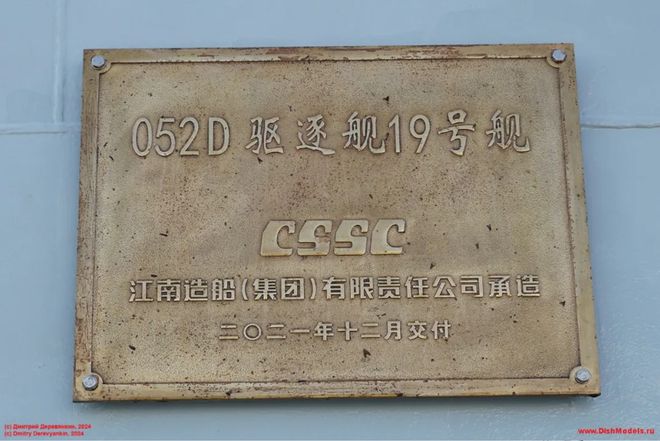 052D 驱逐舰19号舰
CSSC
江南造船(集团)有限责任公司承造
二〇二一年十二月交付
(c) Дмитрий Деревянкин, 2024
(c) Dmitry Derevyankin, 2024
www.DishModels.ru